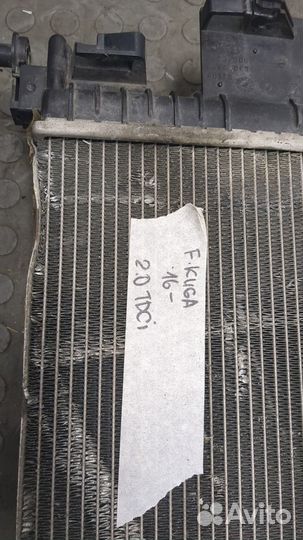 F. KUGA
'16-
2.0 TDCi
Avito